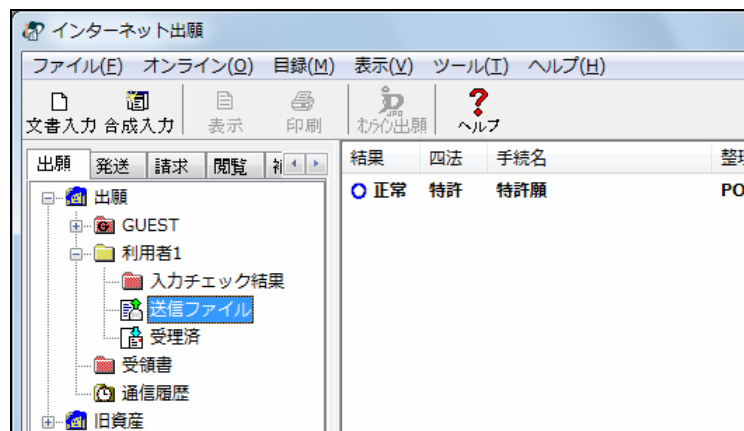 インターネット出願
ファイル(F) オンライン(O) 目録(M) 表示(V) ツール(T) ヘルプ(H)
文書入力 合成入力 表示 印刷 オンライン出願 ヘルプ
JPO
出願 発送 請求 閲覧
結果 四法 手続名 整理
正常 特許 特許願 PO
出願
GUEST
利用者1
入力チェック結果
送信ファイル
受理済
受領書
通信履歴
旧資産